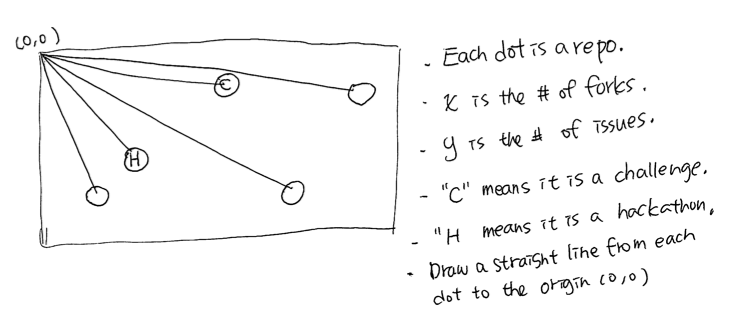 (0,0)
C
H
- Each dot is a repo.
- x is the # of forks.
- y is the # of issues.
- "C" means it is a challenge.
- "H means it is a hackathon.
- Draw a straight line from each
dot to the origin (0,0)